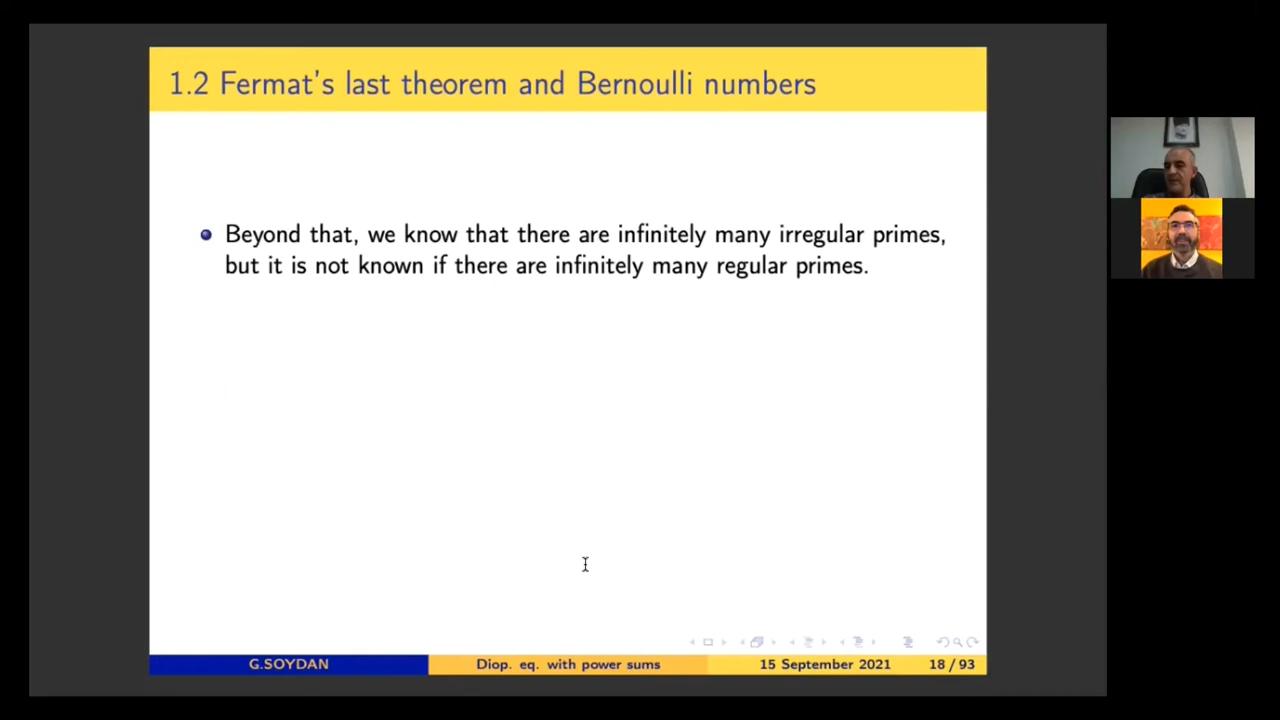 1.2 Fermat's last theorem and Bernoulli numbers
Beyond that, we know that there are infinitely many irregular primes,
but it is not known if there are infinitely many regular primes.
G.SOYDAN Diop. eq. with power sums 15 September 2021 18 / 93